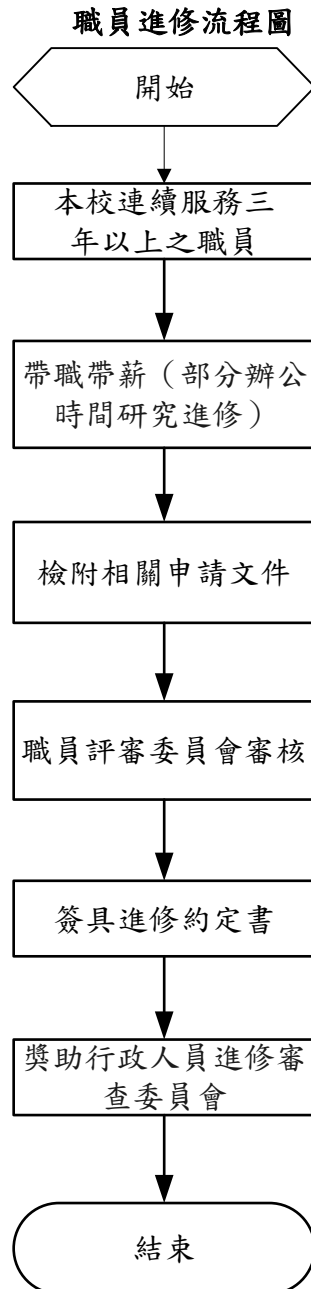 職員進修流程圖
開始
本校連續服務三
年以上之職員
帶職帶薪（部分辦公
時間研究進修）
檢附相關申請文件
職員評審委員會審核
簽具進修約定書
獎助行政人員進修審
查委員會
結束